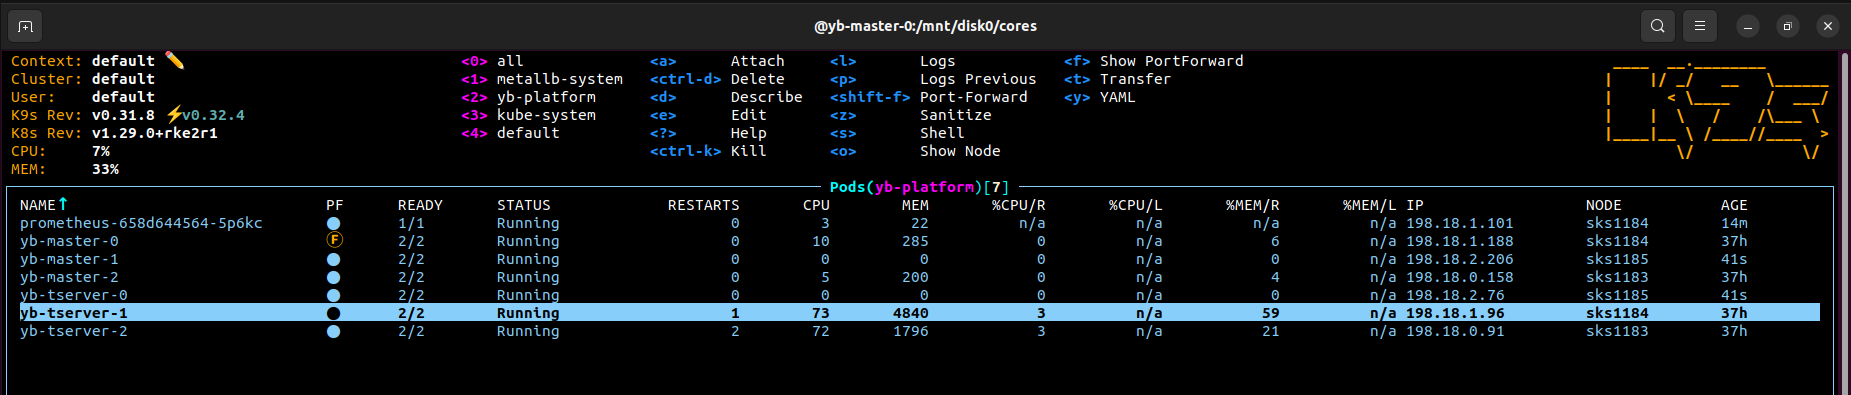 @yb-master-0:/mnt/disk0/cores
Context: default <0> all <a> Attach <l> Logs <f> Show PortForward
Cluster: default <1> metallb-system <ctrl-d> Delete <p> Logs Previous <t> Transfer
User: default <2> yb-platform <d> Describe <shift-f> Port-Forward <y> YAML
K9s Rev: v0.31.8 ⚡v0.32.4 <3> kube-system <e> Edit <z> Sanitize
K8s Rev: v1.29.0+rke2r1 <4> default <?> Help <s> Shell
CPU: 7% <ctrl-k> Kill <o> Show Node
MEM: 33%
Pods(yb-platform)[7]
NAME↑ PF READY STATUS RESTARTS CPU MEM %CPU/R %CPU/L %MEM/R %MEM/L IP NODE AGE
prometheus-658d644564-5p6kc ● 1/1 Running 0 3 22 n/a n/a n/a n/a 198.18.1.101 sks1184 14m
yb-master-0 Ⓕ 2/2 Running 0 10 285 0 n/a 6 n/a 198.18.1.188 sks1184 37h
yb-master-1 ● 2/2 Running 0 0 0 0 n/a 0 n/a 198.18.2.206 sks1185 41s
yb-master-2 ● 2/2 Running 0 5 200 0 n/a 4 n/a 198.18.0.158 sks1183 37h
yb-tserver-0 ● 2/2 Running 0 0 0 0 n/a 0 n/a 198.18.2.76 sks1185 41s
yb-tserver-1 ● 2/2 Running 1 73 4840 3 n/a 59 n/a 198.18.1.96 sks1184 37h
yb-tserver-2 ● 2/2 Running 2 72 1796 3 n/a 21 n/a 198.18.0.91 sks1183 37h